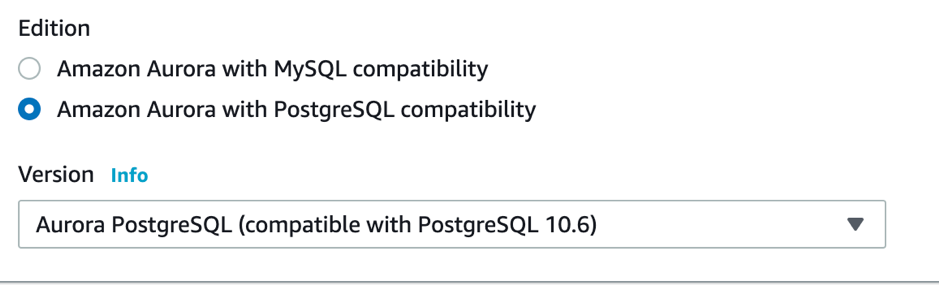 Edition
Amazon Aurora with MySQL compatibility
Amazon Aurora with PostgreSQL compatibility
Version Info
Aurora PostgreSQL (compatible with PostgreSQL 10.6)